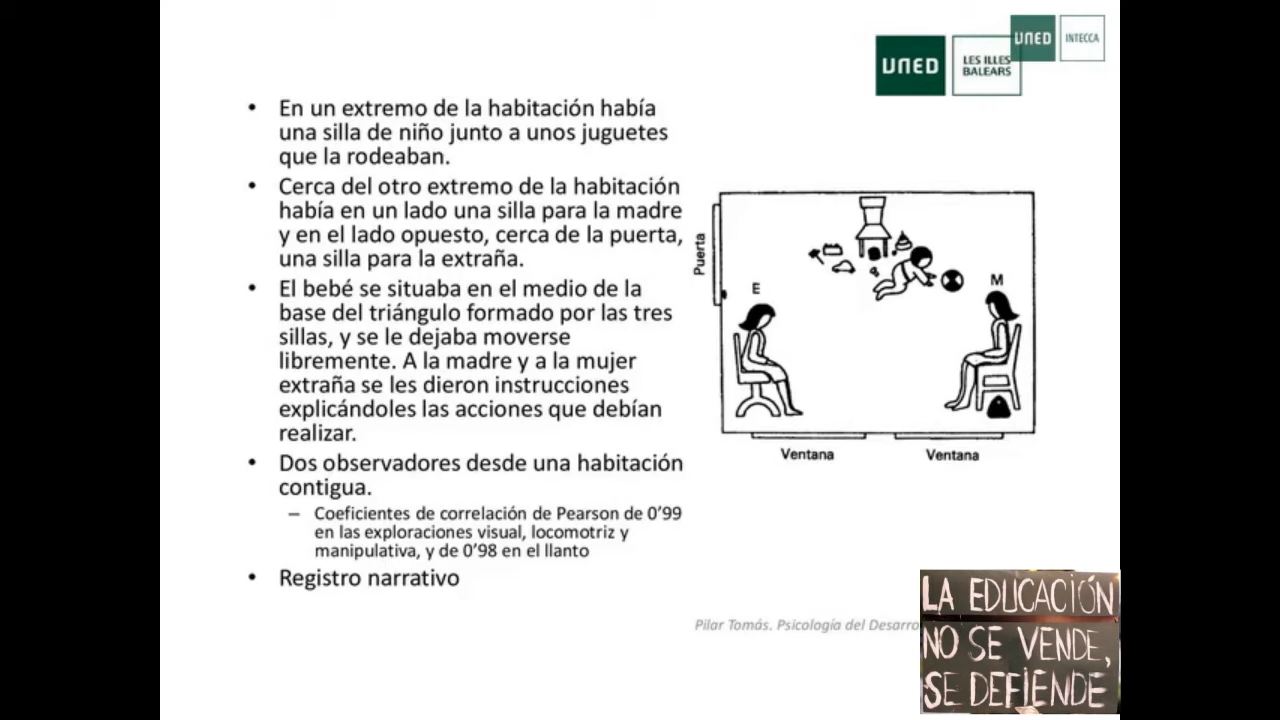 UNED
INTECCA
UNED
LES ILLES
BALEARS
• En un extremo de la habitación había
una silla de niño junto a unos juguetes
que la rodeaban.
• Cerca del otro extremo de la habitación
había en un lado una silla para la madre
y en el lado opuesto, cerca de la puerta,
una silla para la extraña.
• El bebé se situaba en el medio de la
base del triángulo formado por las tres
sillas, y se le dejaba moverse
libremente. A la madre y a la mujer
extraña se les dieron instrucciones
explicándoles las acciones que debían
realizar.
• Dos observadores desde una habitación
contigua.
– Coeficientes de correlación de Pearson de 0’99
en las exploraciones visual, locomotriz y
manipulativa, y de 0’98 en el llanto
• Registro narrativo
Puerta
E
M
Ventana
Ventana
Pilar Tomás. Psicología del Desarro
LA EDUCACIÓN
NO SE VENDE,
SE DEFIENDE